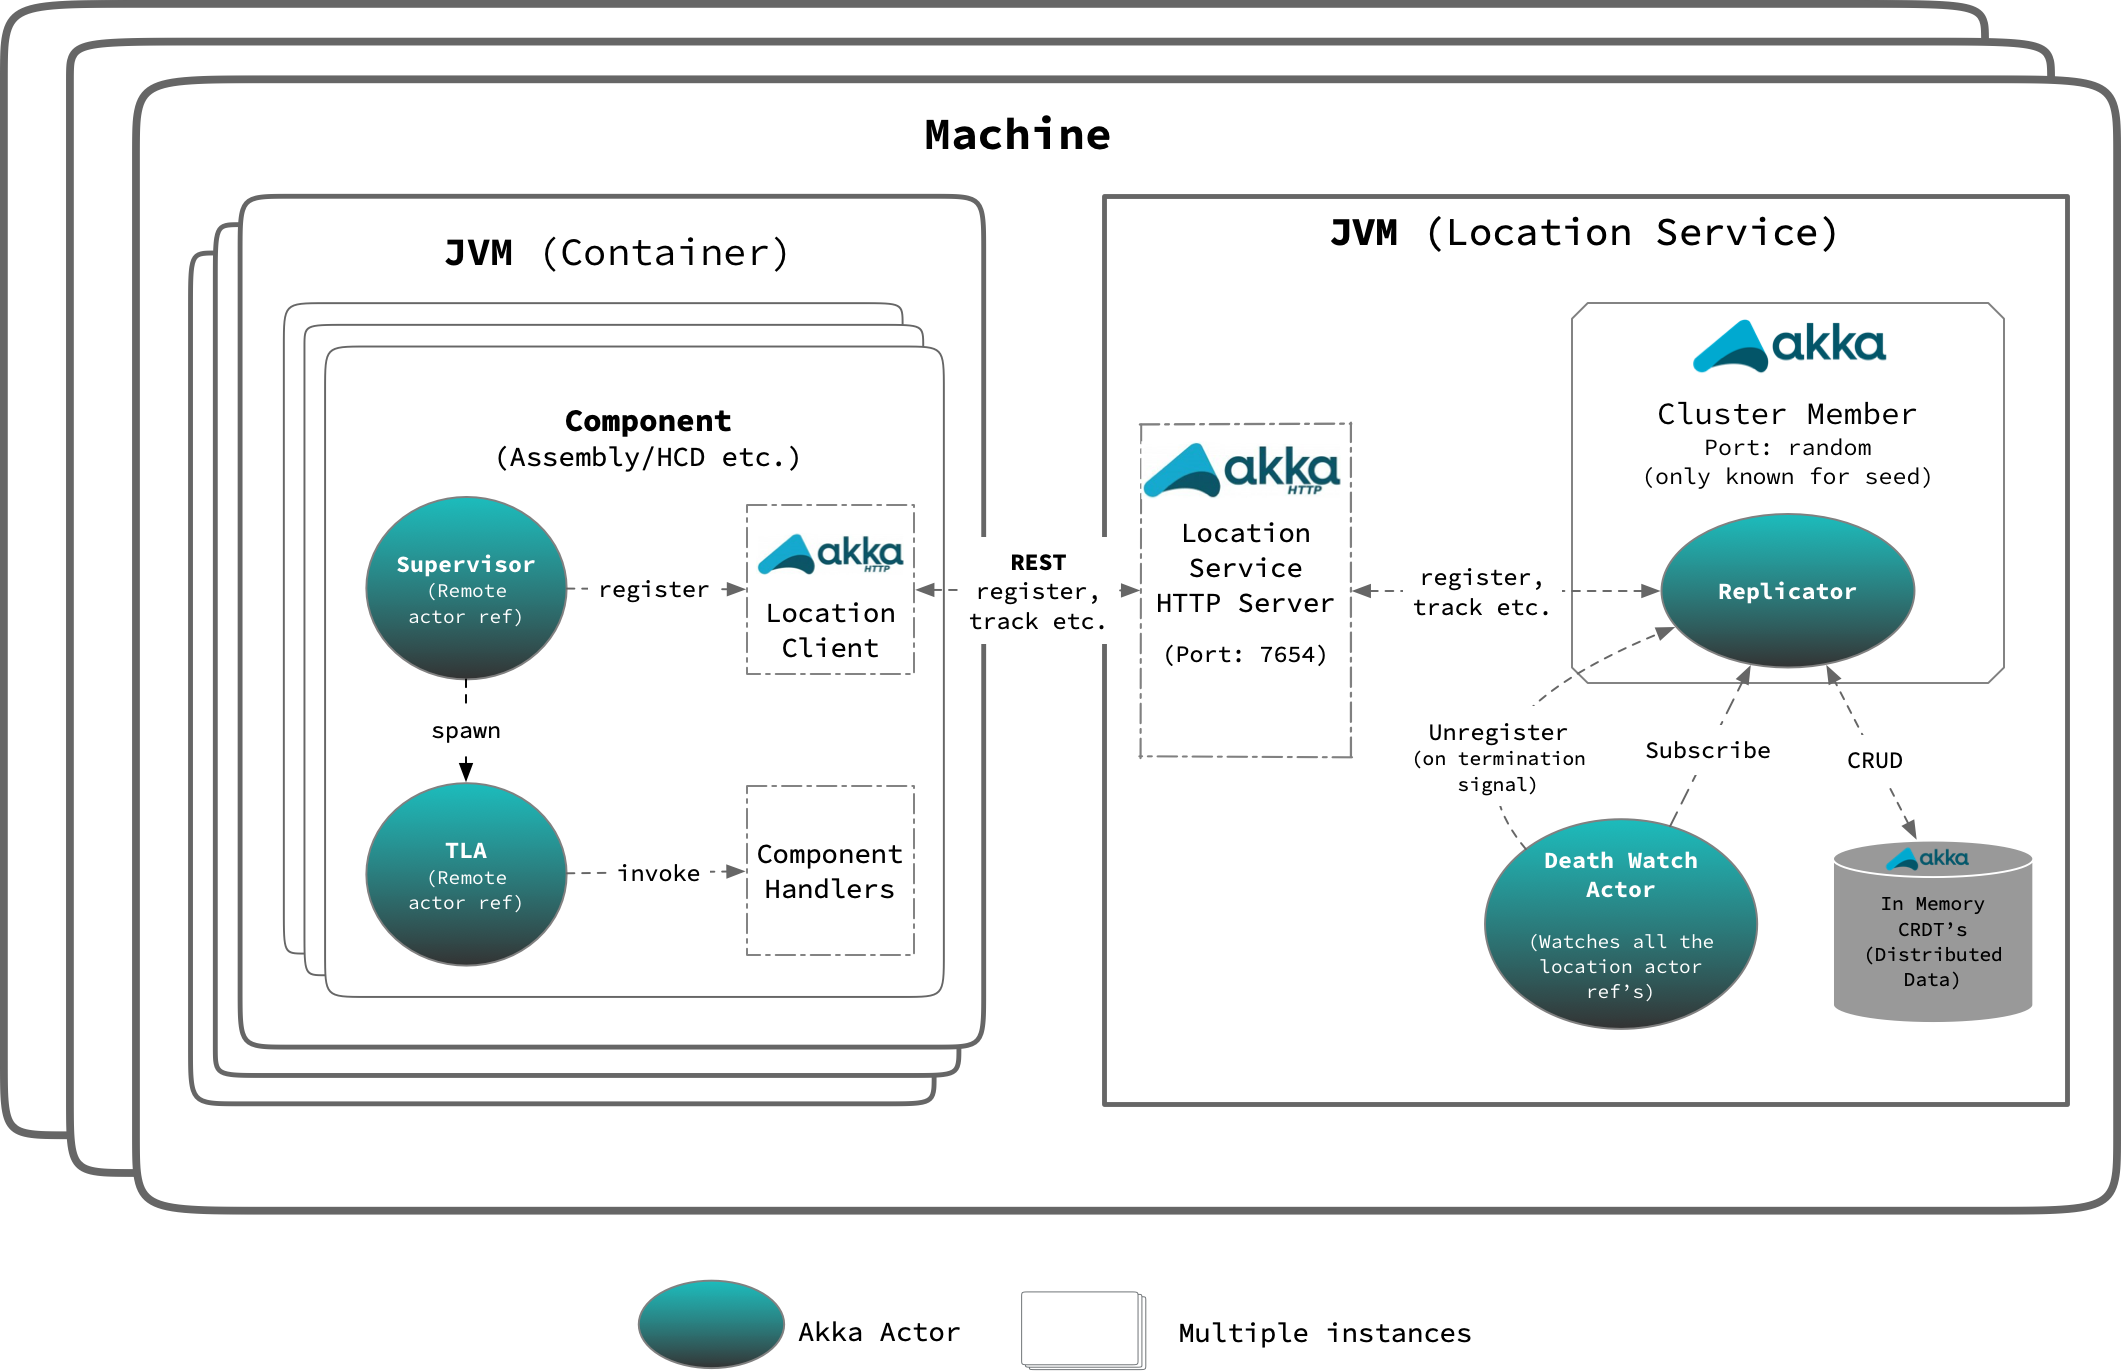 Machine
JVM (Container)
Component
(Assembly/HCD etc.)
Supervisor
(Remote
actor ref)
register
akka
HTTP
Location
Client
spawn
TLA
(Remote
actor ref)
invoke
Component
Handlers
REST
register,
track etc.
JVM (Location Service)
akka
HTTP
Location
Service
HTTP Server
(Port: 7654)
register,
track etc.
akka
Cluster Member
Port: random
(only known for seed)
Replicator
Unregister
(on termination
signal)
Subscribe
CRUD
Death Watch
Actor
(Watches all the
location actor
ref’s)
akka
In Memory
CRDT’s
(Distributed
Data)
Akka Actor
Multiple instances